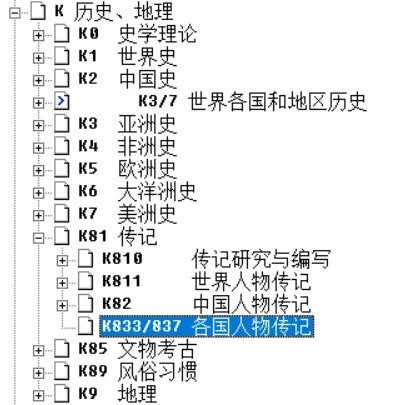 K 历史、地理
K0 史学理论
K1 世界史
K2 中国史
K3/7 世界各国和地区历史
K3 亚洲史
K4 非洲史
K5 欧洲史
K6 大洋洲史
K7 美洲史
K81 传记
K810 传记研究与编写
K811 世界人物传记
K82 中国人物传记
K833/837 各国人物传记
K85 文物考古
K89 风俗习惯
K9 地理